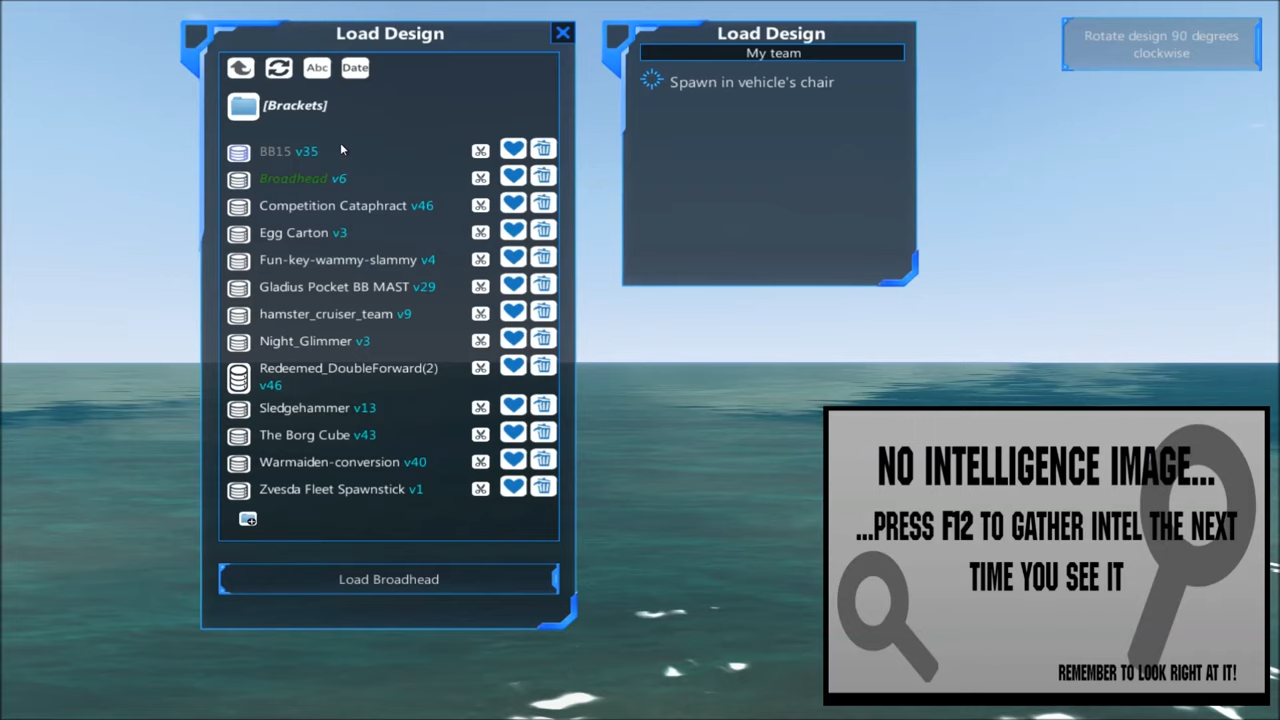 Load Design
Abc Date
[Brackets]
BB15 v35
Broadhead v6
Competition Cataphract v46
Egg Carton v3
Fun-key-wammy-slammy v4
Gladius Pocket BB MAST v29
hamster_cruiser_team v9
Night_Glimmer v3
Redeemed_DoubleForward(2)
v46
Sledgehammer v13
The Borg Cube v43
Warmaiden-conversion v40
Zvesda Fleet Spawnstick v1
Load Broadhead
Load Design
My team
Spawn in vehicle's chair
Rotate design 90 degrees
clockwise
NO INTELLIGENCE IMAGE...
...PRESS F12 TO GATHER INTEL THE NEXT
TIME YOU SEE IT
REMEMBER TO LOOK RIGHT AT IT!